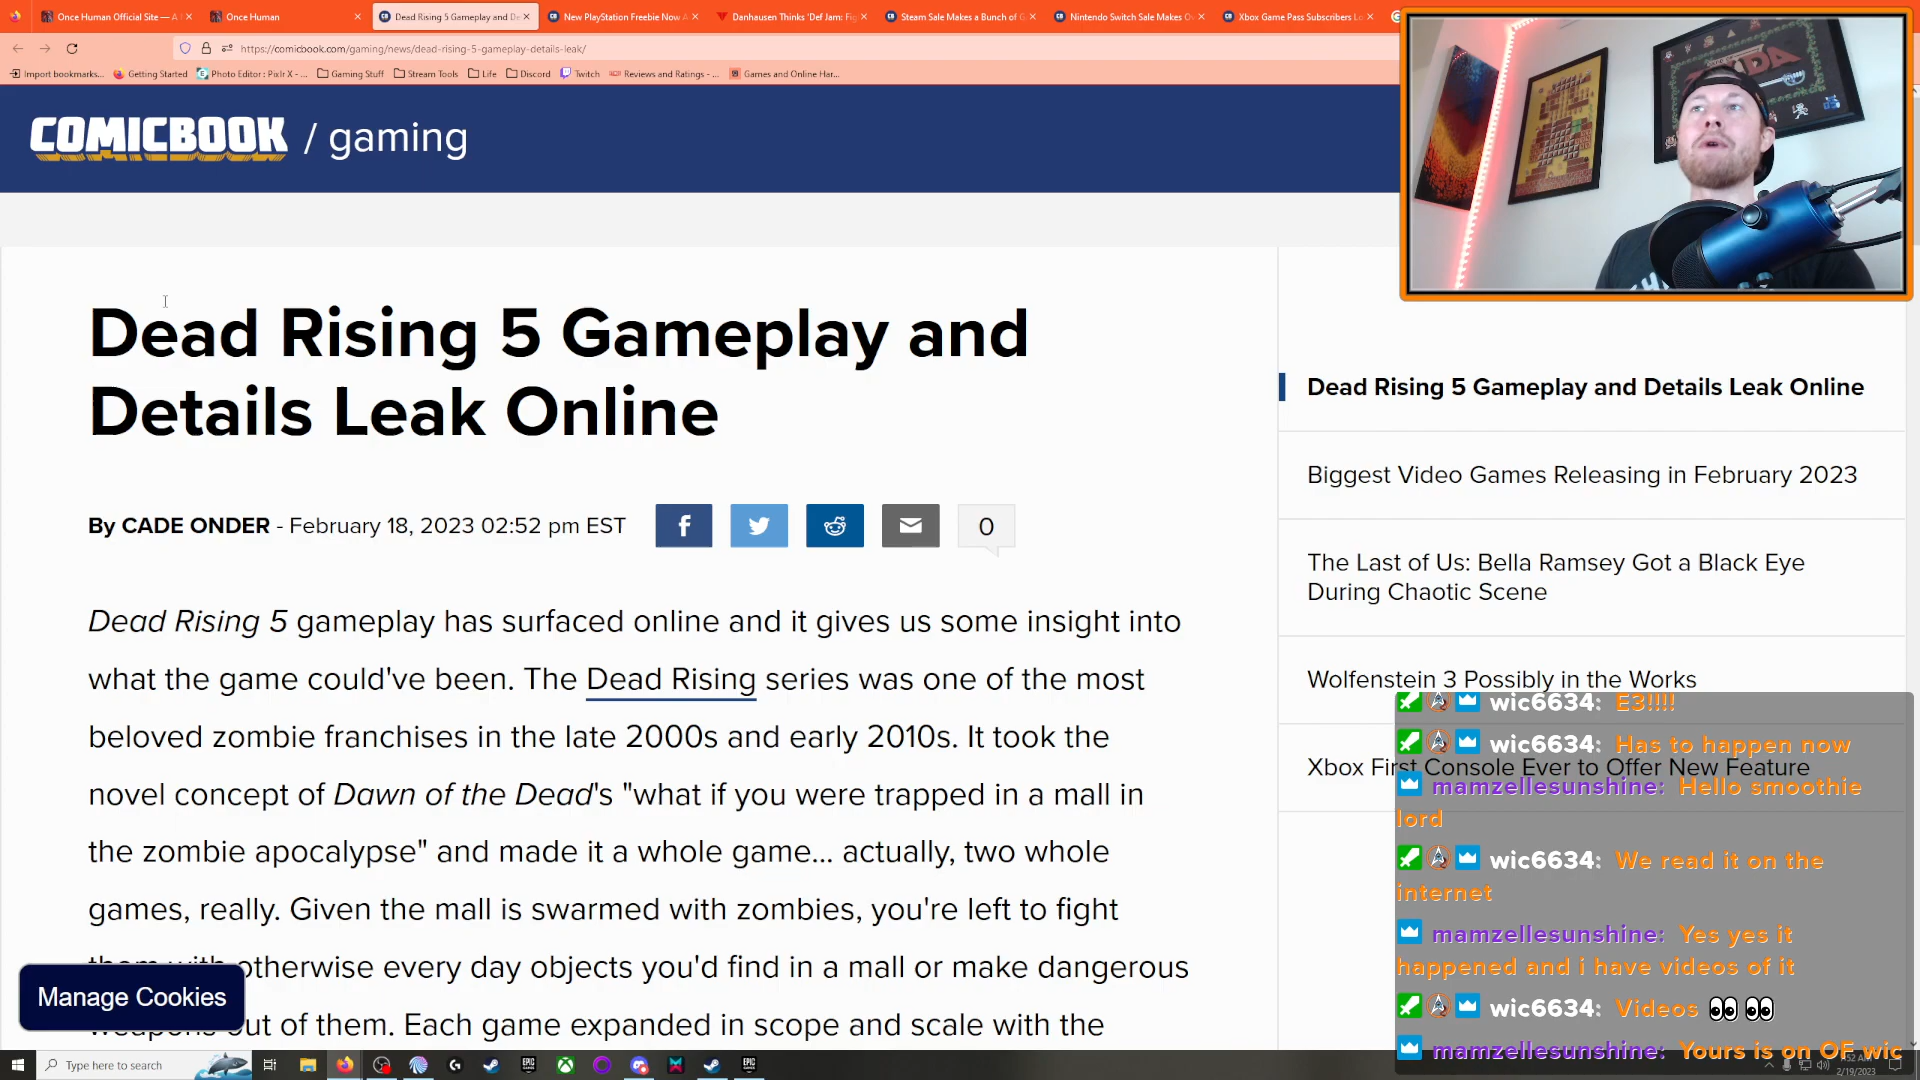 Once Human Official Site — A
Once Human
Dead Rising 5 Gameplay and De
New PlayStation Freebie Now A
Danhausen Thinks 'Def Jam: Fig
Steam Sale Makes a Bunch of G
Nintendo Switch Sale Makes O
Xbox Game Pass Subscribers Lo
https://comicbook.com/gaming/news/dead-rising-5-gameplay-details-leak/
Import bookmarks...
Getting Started
Photo Editor : Pixlr X - ...
Gaming Stuff
Stream Tools
Life
Discord
Twitch
Reviews and Ratings - ...
Games and Online Har...
COMICBOOK / gaming
Dead Rising 5 Gameplay and
Details Leak Online
By CADE ONDER - February 18, 2023 02:52 pm EST
0
Dead Rising 5 gameplay has surfaced online and it gives us some insight into
what the game could've been. The Dead Rising series was one of the most
beloved zombie franchises in the late 2000s and early 2010s. It took the
novel concept of Dawn of the Dead's "what if you were trapped in a mall in
the zombie apocalypse" and made it a whole game... actually, two whole
games, really. Given the mall is swarmed with zombies, you're left to fight
them with otherwise every day objects you'd find in a mall or make dangerous
weapons out of them. Each game expanded in scope and scale with the
Manage Cookies
Dead Rising 5 Gameplay and Details Leak Online
Biggest Video Games Releasing in February 2023
The Last of Us: Bella Ramsey Got a Black Eye
During Chaotic Scene
Wolfenstein 3 Possibly in the Works
Xbox First Console Ever to Offer New Feature
wic6634: E3!!!!
wic6634: Has to happen now
mamzellesunshine: Hello smoothie
lord
wic6634: We read it on the
internet
mamzellesunshine: Yes yes it
happened and i have videos of it
wic6634: Videos 👀 👀
mamzellesunshine: Yours is on OF wic
Type here to search
2/19/2023